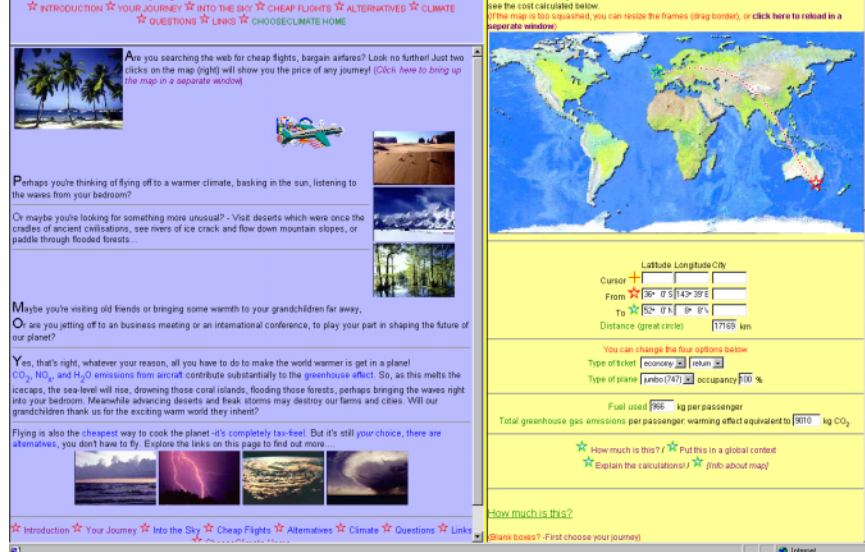 ☆ INTRODUCTION ☆ YOUR JOURNEY ☆ INTO THE SKY ☆ CHEAP FLIGHTS ☆ ALTERNATIVES ☆ CLIMATE
☆ QUESTIONS ☆ LINKS ☆ CHOOSECLIMATE HOME
Are you searching the web for cheap flights, bargain airfares? Look no further! Just two
clicks on the map (right) will show you the price of any journey! (Click here to bring up
the map in a separate window)
Perhaps you're thinking of flying off to a warmer climate, basking in the sun, listening to
the waves from your bedroom?
Or maybe you're looking for something more unusual? - Visit deserts which were once the
cradles of ancient civilisations, see rivers of ice crack and flow down mountain slopes, or
paddle through flooded forests...
Maybe you're visiting old friends or bringing some warmth to your grandchildren far away,
Or are you jetting off to an business meeting or an international conference, to play your part in shaping the future of
our planet?
Yes, that's right, whatever your reason, all you have to do to make the world warmer is get in a plane!
CO2, NOx, and H2O emissions from aircraft contribute substantially to the greenhouse effect. So, as this melts the
icecaps, the sea-level will rise, drowning those coral islands, flooding those forests, perhaps bringing the waves right
into your bedroom. Meanwhile advancing deserts and freak storms may destroy our farms and cities. Will our
grandchildren thank us for the exciting warm world they inherit?
Flying is also the cheapest way to cook the planet -it's completely tax-free!. But it's still your choice, there are
alternatives, you don't have to fly. Explore the links on this page to find out more....
☆ Introduction ☆ Your Journey ☆ Into the Sky ☆ Cheap Flights ☆ Alternatives ☆ Climate ☆ Questions ☆ Links
☆ ChooseClimate Home
see the cost calculated below.
(If the map is too squashed, you can resize the frames (drag border), or click here to reload in a
seperate window)
Latitude Longitude City
Cursor
From 36° 0' S 143° 39' E
To 52° 0' N
Distance (great circle) 17169 km
You can change the four options below
Type of ticket economy return
Type of plane jumbo (747) occupancy 100 %
Fuel used 966 kg per passenger
Total greenhouse gas emissions per passenger: warming effect equivalent to 9010 kg CO2.
☆ How much is this? / ☆ Put this in a global context
☆ Explain the calculations! / ☆ [Info about map]
How much is this?
(Blank boxes? -First choose your journey)
Internet